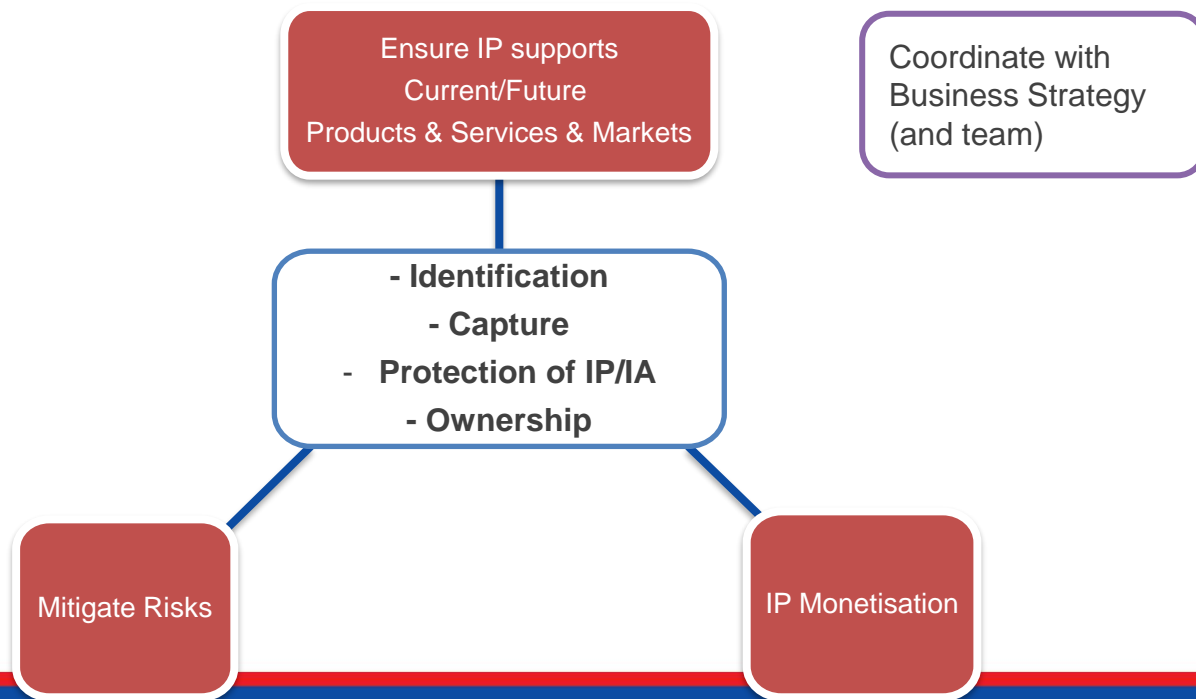 Ensure IP supports
Current/Future
Products & Services & Markets
Coordinate with
Business Strategy
(and team)
- Identification
- Capture
- Protection of IP/IA
- Ownership
Mitigate Risks
IP Monetisation